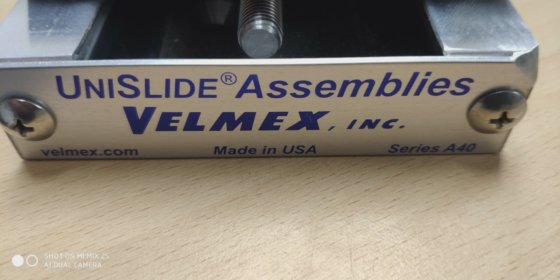 UNISLIDE® Assemblies
VELMEX, INC.
velmex.com Made in USA Series A40
SHOT ON MEMIX 2S
AI DUAL CAMERA